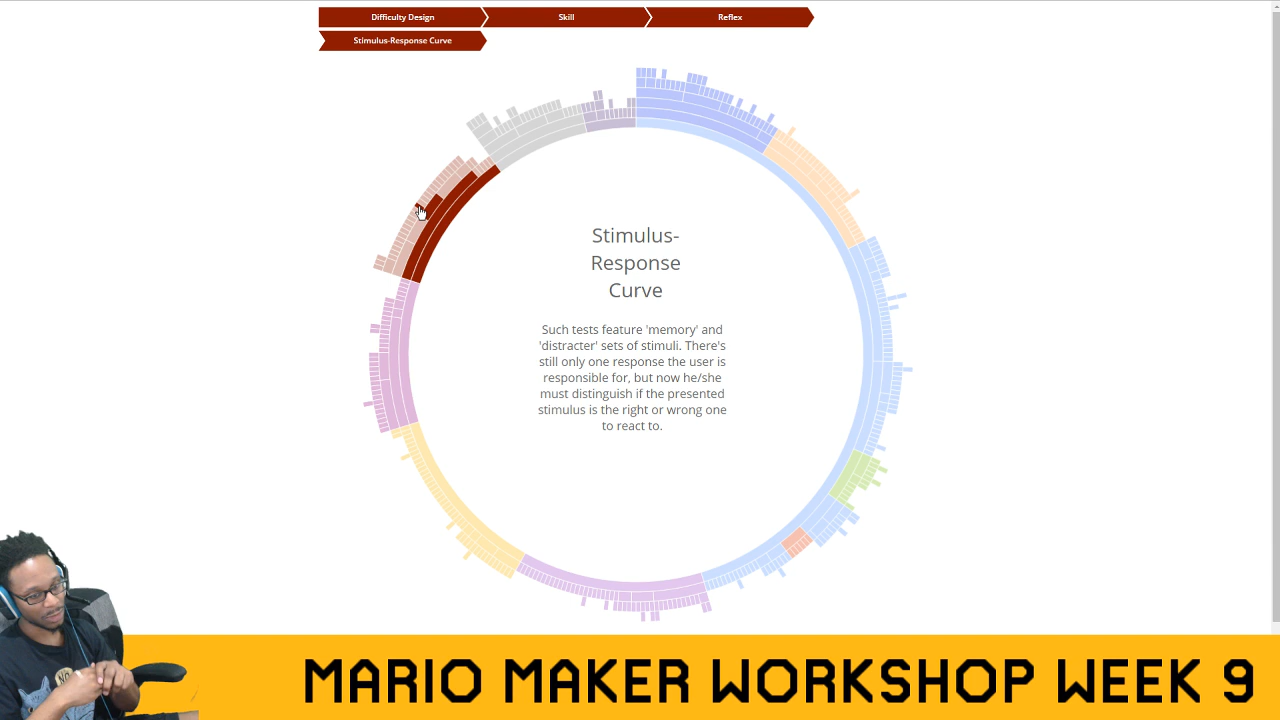 Difficulty Design
Skill
Reflex
Stimulus-Response Curve
Stimulus-
Response
Curve
Such tests feature 'memory' and
'distracter' sets of stimuli. There's
still only one response the user is
responsible for, but now he/she
must distinguish if the presented
stimulus is the right or wrong one
to react to.
MARIO MAKER WORKSHOP WEEK 9